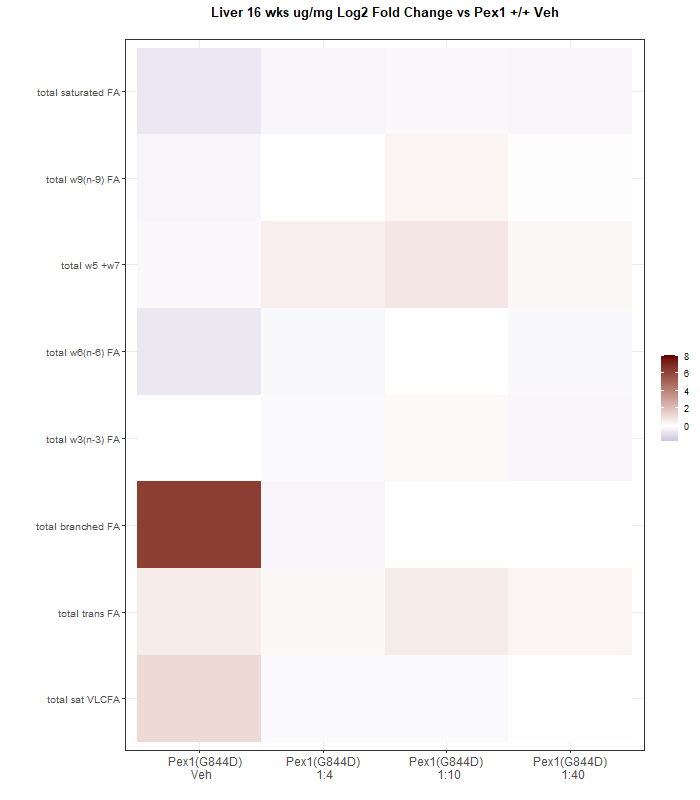 Liver 16 wks ug/mg Log2 Fold Change vs Pex1 +/+ Veh
total saturated FA
total w9(n-9) FA
total w5 +w7
total w6(n-6) FA
total w3(n-3) FA
total branched FA
total trans FA
total sat VLCFA
8
6
4
2
0
Pex1(G844D)
Veh
Pex1(G844D)
1:4
Pex1(G844D)
1:10
Pex1(G844D)
1:40